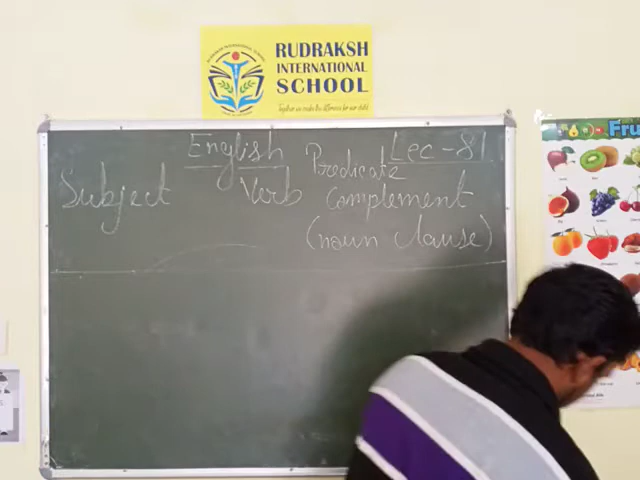 RUDRAKSH
INTERNATIONAL
SCHOOL
English Lec-81
Subject Verb Predicate
Complement
(noun clause)
Fru